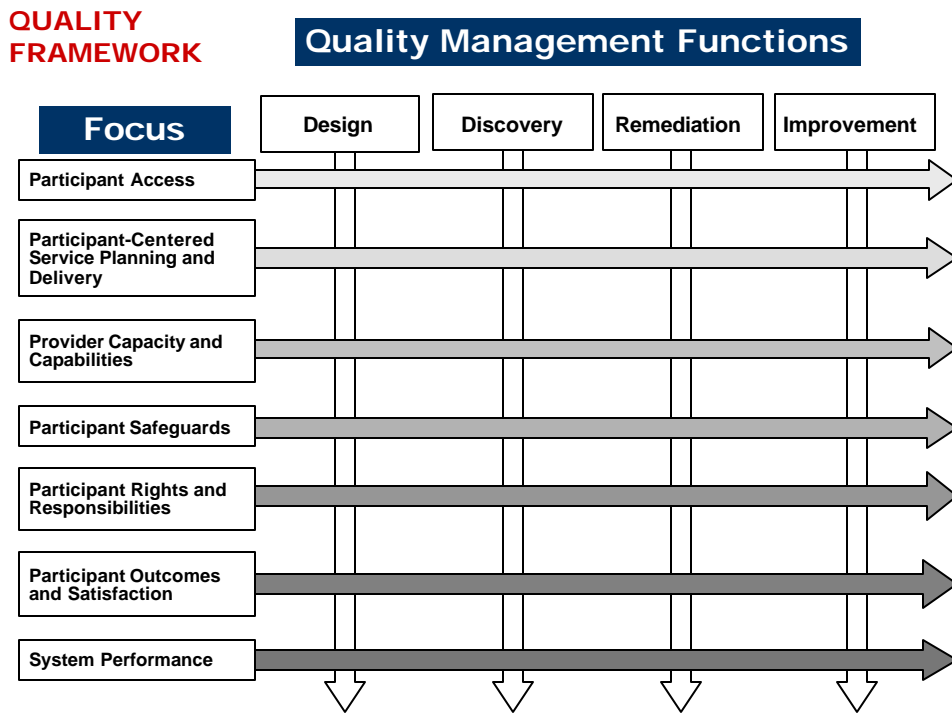 QUALITY
FRAMEWORK
Quality Management Functions
Focus
Design
Discovery
Remediation
Improvement
Participant Access
Participant-Centered
Service Planning and
Delivery
Provider Capacity and
Capabilities
Participant Safeguards
Participant Rights and
Responsibilities
Participant Outcomes
and Satisfaction
System Performance